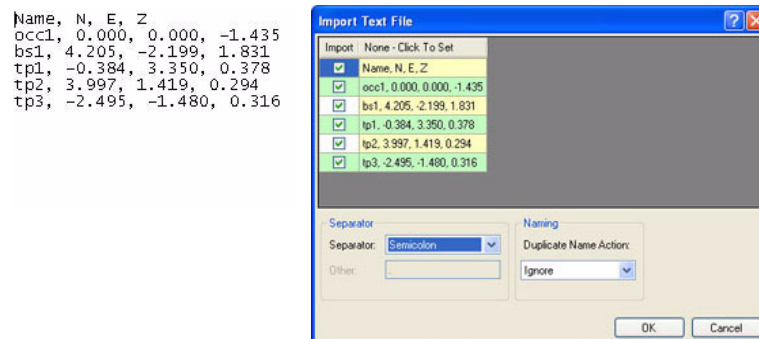 Name, N, E, Z
occ1, 0.000, 0.000, -1.435
bs1, 4.205, -2.199, 1.831
tp1, -0.384, 3.350, 0.378
tp2, 3.997, 1.419, 0.294
tp3, -2.495, -1.480, 0.316
Import Text File
Import None - Click To Set
Name, N, E, Z
occ1, 0.000, 0.000, -1.435
bs1, 4.205, -2.199, 1.831
tp1, -0.384, 3.350, 0.378
tp2, 3.997, 1.419, 0.294
tp3, -2.495, -1.480, 0.316
Separator
Separator: Semicolon
Other: .
Naming
Duplicate Name Action:
Ignore
OK Cancel